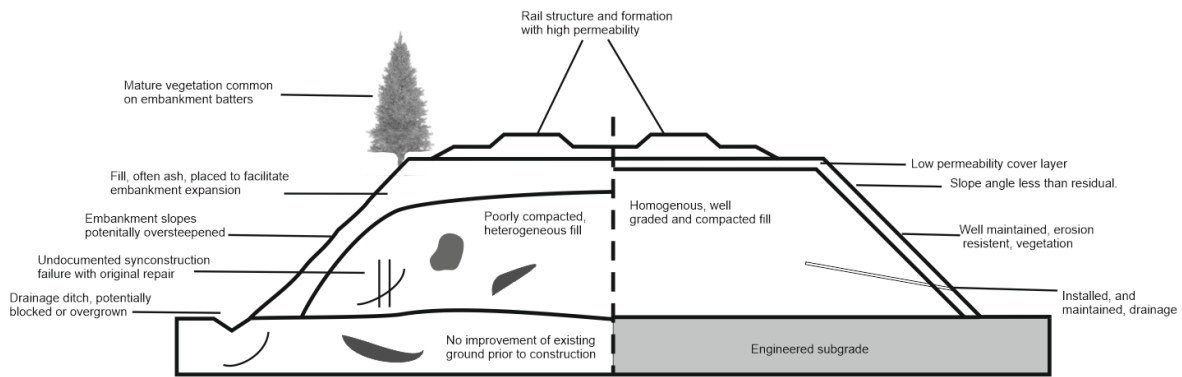 Rail structure and formation
with high permeability
Mature vegetation common
on embankment batters
Fill, often ash, placed to facilitate
embankment expansion
Embankment slopes
potenitally oversteepened
Undocumented synconstruction
failure with original repair
Drainage ditch, potentially
blocked or overgrown
Poorly compacted,
heterogeneous fill
No improvement of existing
ground prior to construction
Homogenous, well
graded and compacted fill
Engineered subgrade
Low permeability cover layer
Slope angle less than residual.
Well maintained, erosion
resistent, vegetation
Installed, and
maintained, drainage